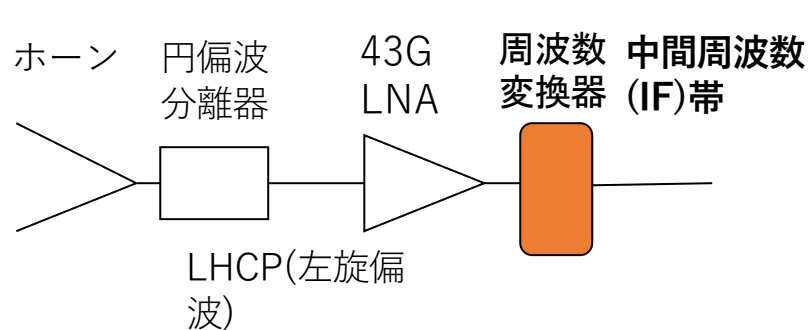 ホーン
円偏波
分離器
43G
LNA
周波数
変換器
中間周波数
(IF)帯
LHCP(左旋偏
波)